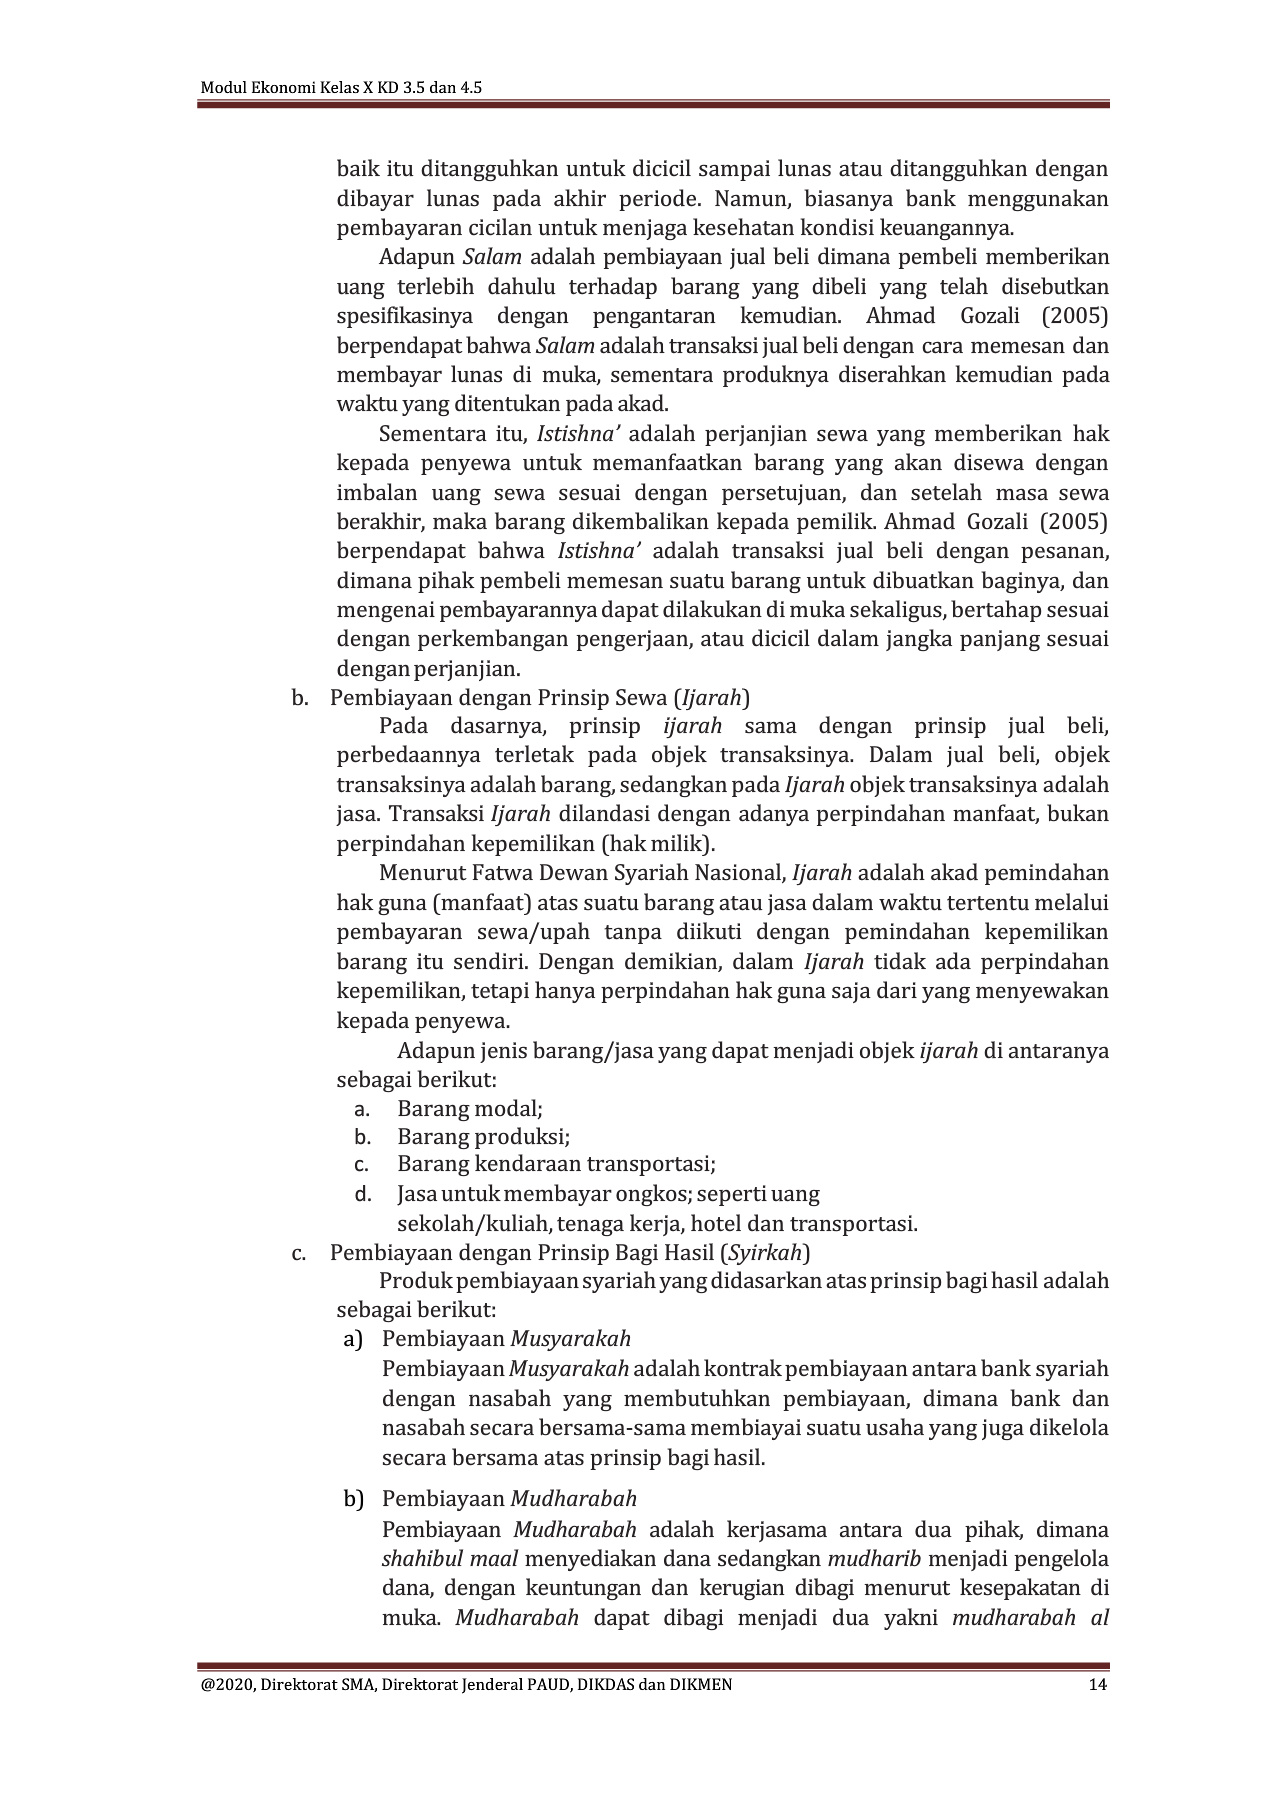 Modul Ekonomi Kelas X KD 3.5 dan 4.5
baik itu ditangguhkan untuk dicicil sampai lunas atau ditangguhkan dengan
dibayar lunas pada akhir periode. Namun, biasanya bank menggunakan
pembayaran cicilan untuk menjaga kesehatan kondisi keuangannya.
Adapun Salam adalah pembiayaan jual beli dimana pembeli memberikan
uang terlebih dahulu terhadap barang yang dibeli yang telah disebutkan
spesifikasinya dengan pengantaran kemudian. Ahmad Gozali (2005)
berpendapat bahwa Salam adalah transaksi jual beli dengan cara memesan dan
membayar lunas di muka, sementara produknya diserahkan kemudian pada
waktu yang ditentukan pada akad.
Sementara itu, Istishna’ adalah perjanjian sewa yang memberikan hak
kepada penyewa untuk memanfaatkan barang yang akan disewa dengan
imbalan uang sewa sesuai dengan persetujuan, dan setelah masa sewa
berakhir, maka barang dikembalikan kepada pemilik. Ahmad Gozali (2005)
berpendapat bahwa Istishna’ adalah transaksi jual beli dengan pesanan,
dimana pihak pembeli memesan suatu barang untuk dibuatkan baginya, dan
mengenai pembayarannya dapat dilakukan di muka sekaligus, bertahap sesuai
dengan perkembangan pengerjaan, atau dicicil dalam jangka panjang sesuai
dengan perjanjian.
b. Pembiayaan dengan Prinsip Sewa (Ijarah)
Pada dasarnya, prinsip ijarah sama dengan prinsip jual beli,
perbedaannya terletak pada objek transaksinya. Dalam jual beli, objek
transaksinya adalah barang, sedangkan pada Ijarah objek transaksinya adalah
jasa. Transaksi Ijarah dilandasi dengan adanya perpindahan manfaat, bukan
perpindahan kepemilikan (hak milik).
Menurut Fatwa Dewan Syariah Nasional, Ijarah adalah akad pemindahan
hak guna (manfaat) atas suatu barang atau jasa dalam waktu tertentu melalui
pembayaran sewa/upah tanpa diikuti dengan pemindahan kepemilikan
barang itu sendiri. Dengan demikian, dalam Ijarah tidak ada perpindahan
kepemilikan, tetapi hanya perpindahan hak guna saja dari yang menyewakan
kepada penyewa.
Adapun jenis barang/jasa yang dapat menjadi objek ijarah di antaranya
sebagai berikut:
a. Barang modal;
b. Barang produksi;
c. Barang kendaraan transportasi;
d. Jasa untuk membayar ongkos; seperti uang
sekolah/kuliah, tenaga kerja, hotel dan transportasi.
c. Pembiayaan dengan Prinsip Bagi Hasil (Syirkah)
Produk pembiayaan syariah yang didasarkan atas prinsip bagi hasil adalah
sebagai berikut:
a) Pembiayaan Musyarakah
Pembiayaan Musyarakah adalah kontrak pembiayaan antara bank syariah
dengan nasabah yang membutuhkan pembiayaan, dimana bank dan
nasabah secara bersama-sama membiayai suatu usaha yang juga dikelola
secara bersama atas prinsip bagi hasil.
b) Pembiayaan Mudharabah
Pembiayaan Mudharabah adalah kerjasama antara dua pihak, dimana
shahibul maal menyediakan dana sedangkan mudharib menjadi pengelola
dana, dengan keuntungan dan kerugian dibagi menurut kesepakatan di
muka. Mudharabah dapat dibagi menjadi dua yakni mudharabah al
@2020, Direktorat SMA, Direktorat Jenderal PAUD, DIKDAS dan DIKMEN 14